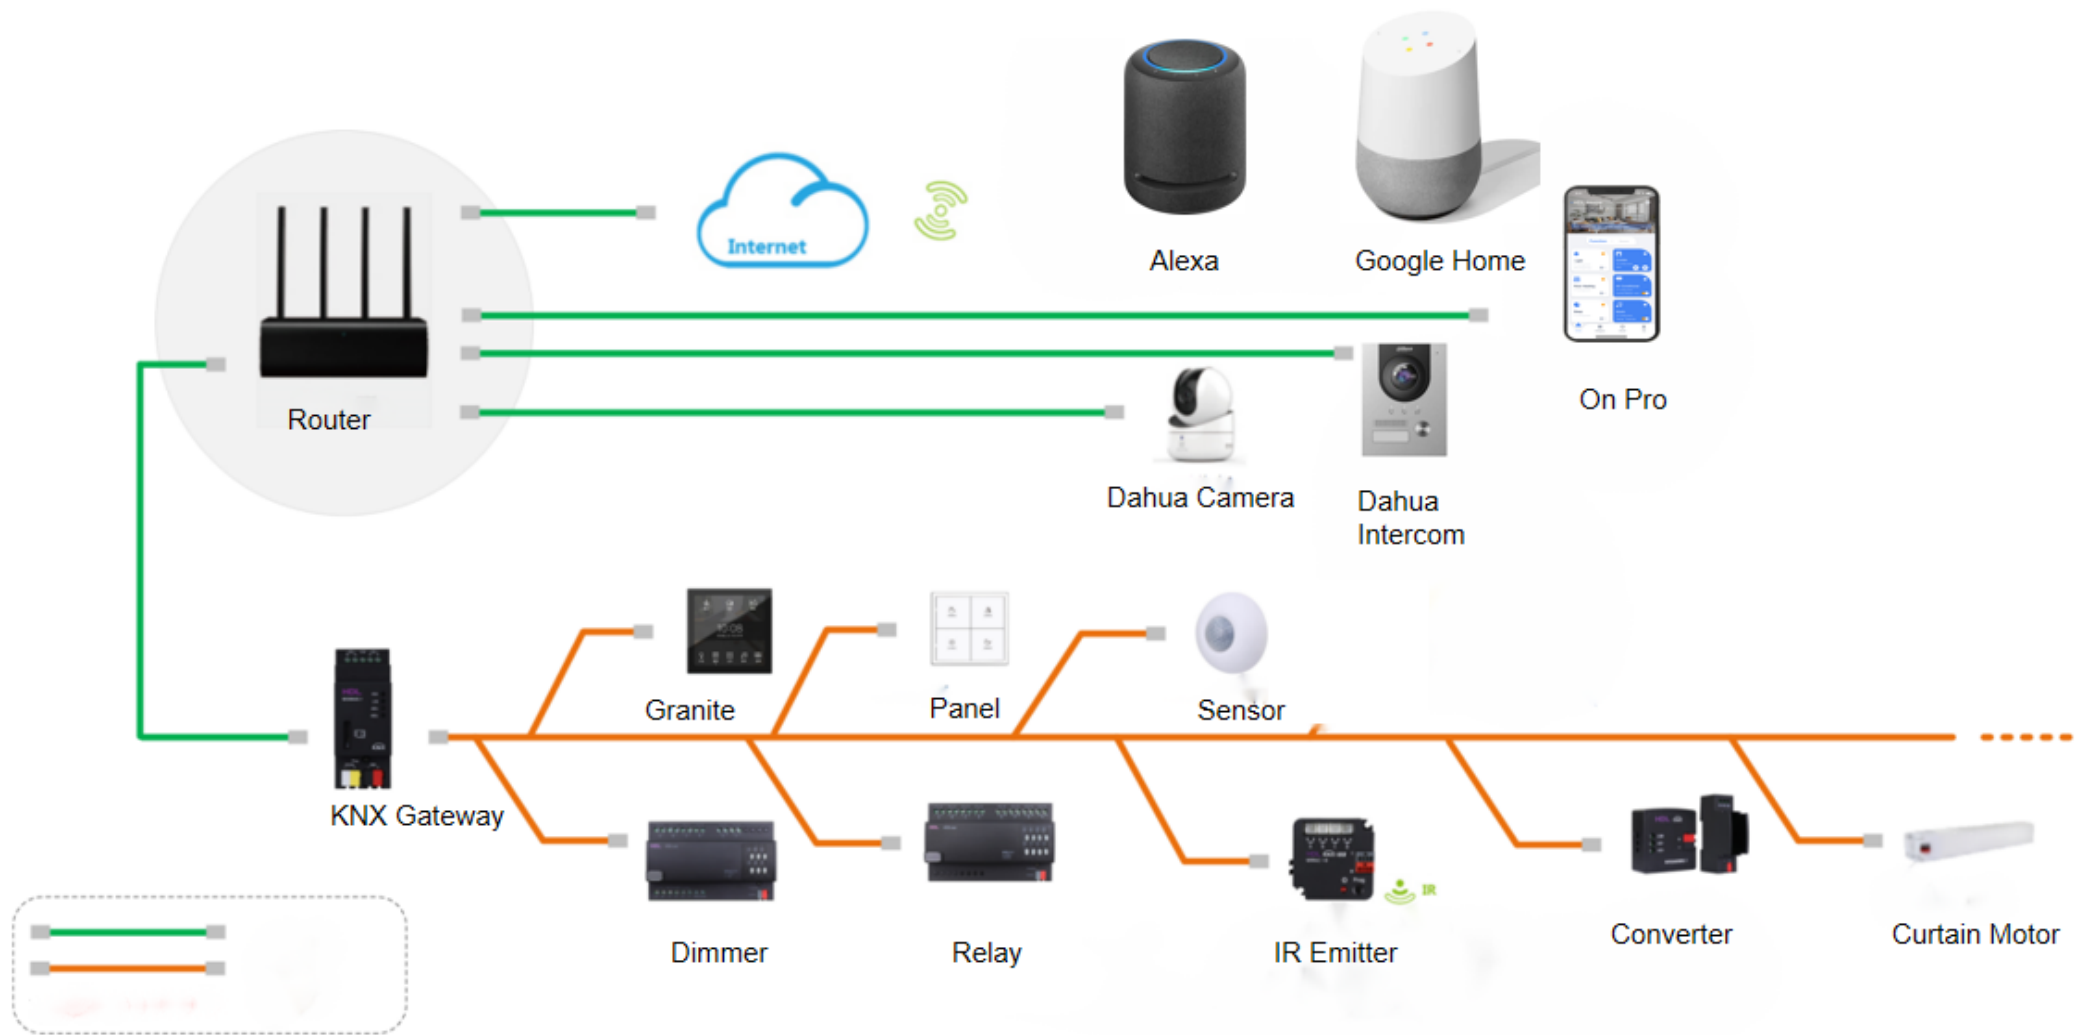 Internet
Alexa
Google Home
Router
On Pro
Dahua Camera
Dahua
Intercom
Granite
Panel
Sensor
KNX Gateway
HDL
IR
Dimmer
Relay
IR Emitter
Converter
Curtain Motor